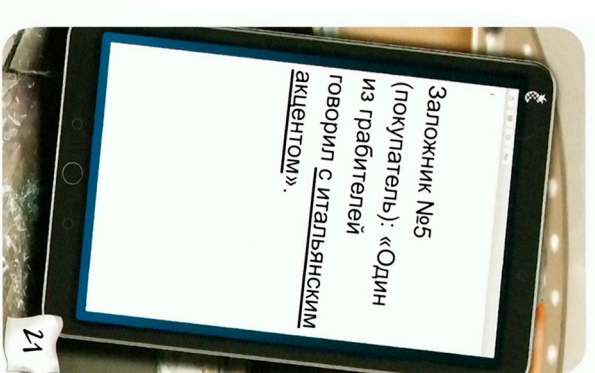 Заложник №5
(покупатель): «Один
из грабителей
говорил с итальянским
акцентом».
21